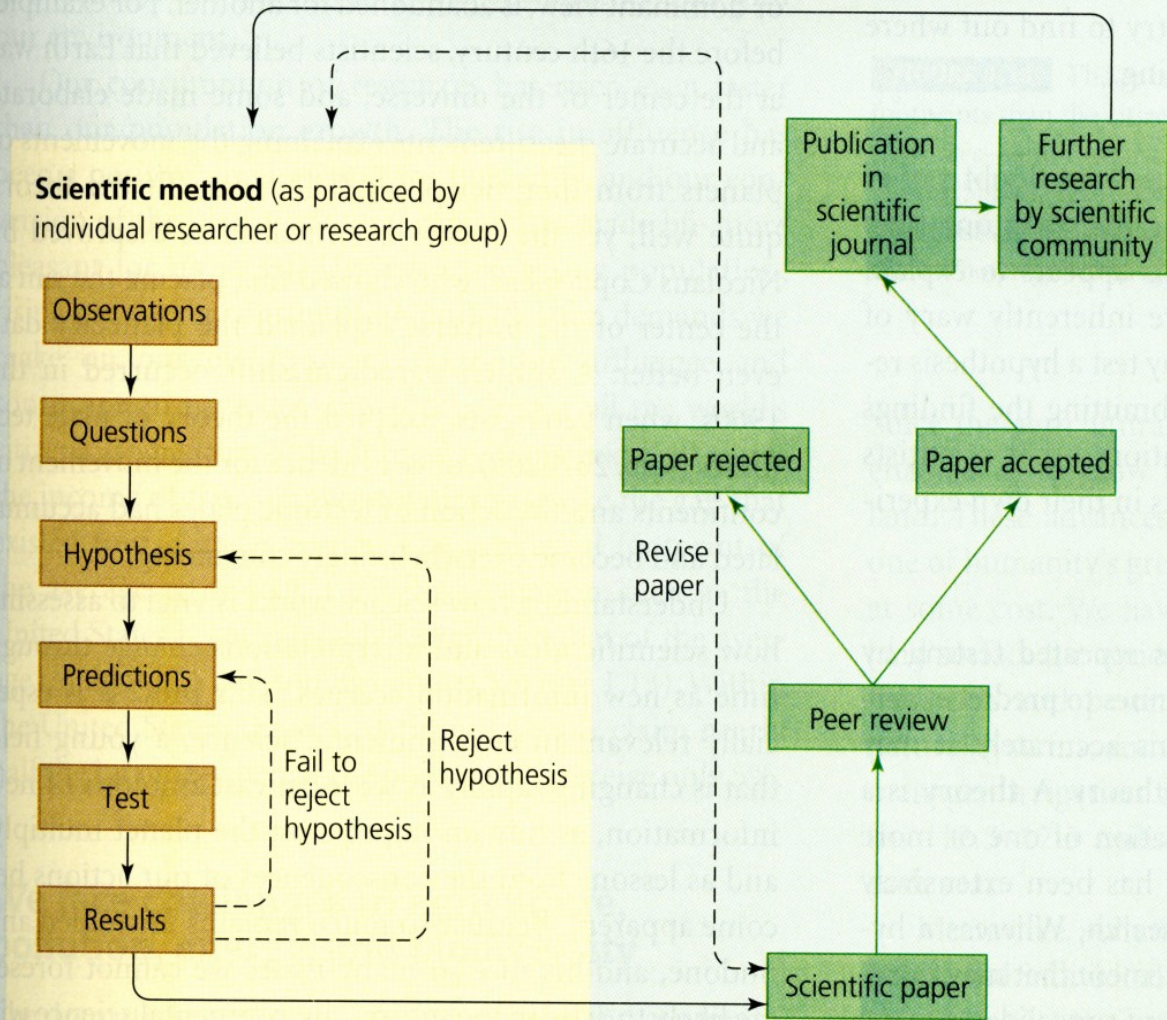 Scientific method (as practiced by
individual researcher or research group)
Observations
Questions
Hypothesis
Predictions
Test
Results
Fail to
reject
hypothesis
Reject
hypothesis
Publication
in
scientific
journal
Further
research
by scientific
community
Paper rejected
Paper accepted
Revise
paper
Peer review
Scientific paper